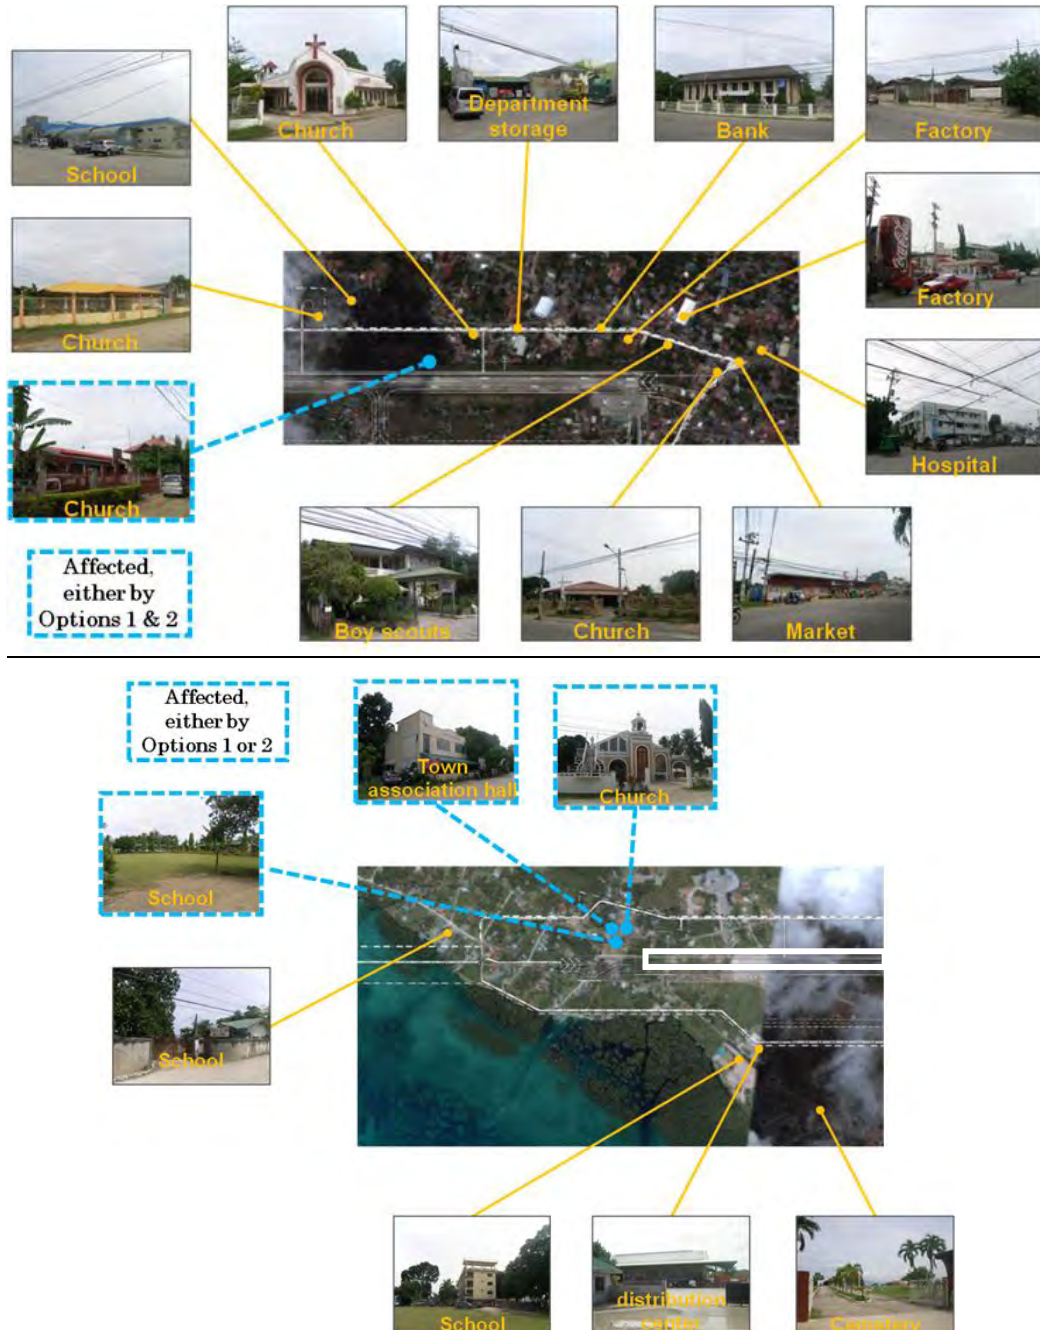 School
Church
Department
storage
Bank
Factory
Church
Factory
Church
Hospital
Affected,
either by
Options 1 & 2
Boy scouts
Church
Market
Affected,
either by
Options 1 or 2
Town
association hall
Church
School
School
School
distribution
center
Cemetery